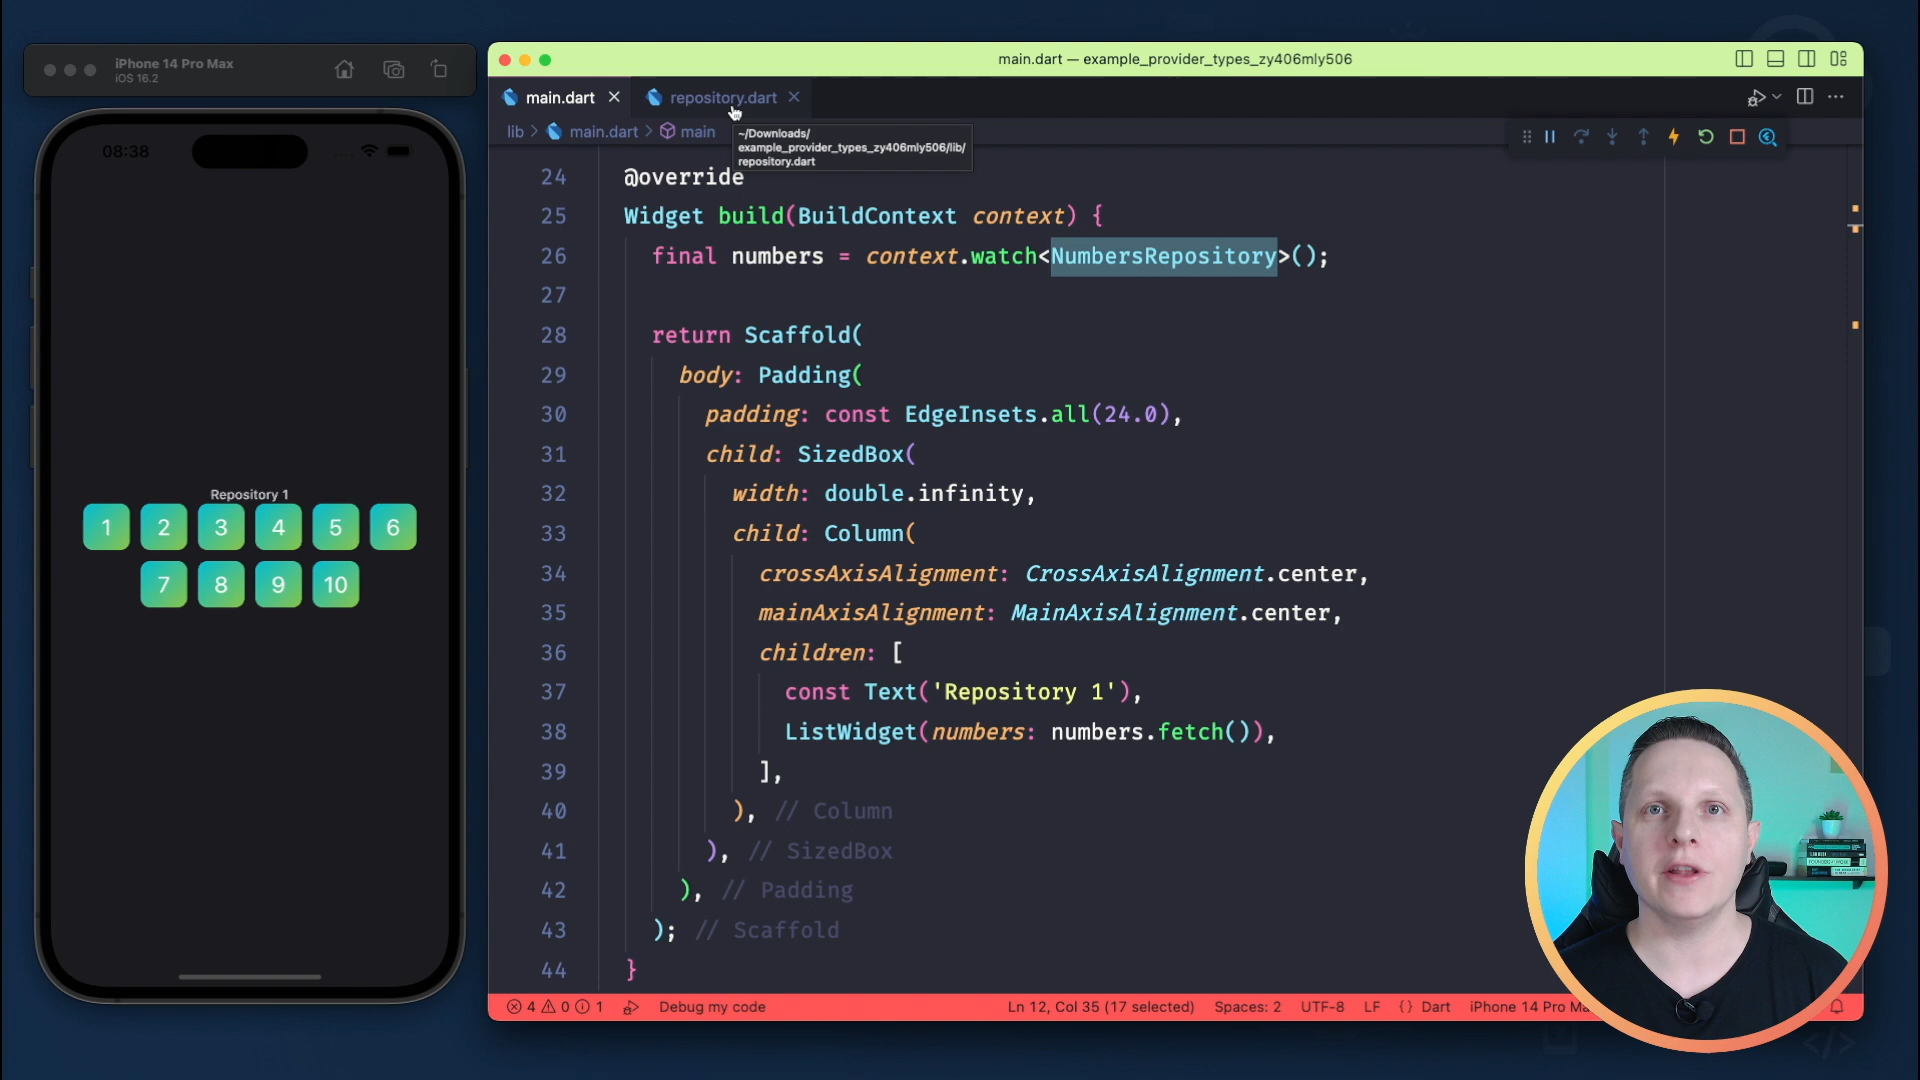 iPhone 14 Pro Max
iOS 16.2
08:38
Repository 1
1 2 3 4 5 6
7 8 9 10
main.dart — example_provider_types_zy406mly506
main.dart
repository.dart
lib > main.dart > main
~/Downloads/
example_provider_types_zy406mly506/lib/
repository.dart
24 @override
25 Widget build(BuildContext context) {
26 final numbers = context.watch<NumbersRepository>();
27
28 return Scaffold(
29 body: Padding(
30 padding: const EdgeInsets.all(24.0),
31 child: SizedBox(
32 width: double.infinity,
33 child: Column(
34 crossAxisAlignment: CrossAxisAlignment.center,
35 mainAxisAlignment: MainAxisAlignment.center,
36 children: [
37 const Text('Repository 1'),
38 ListWidget(numbers: numbers.fetch()),
39 ],
40 ), // Column
41 ), // SizedBox
42 ), // Padding
43 ); // Scaffold
44 }
4 0 1 Debug my code Ln 12, Col 35 (17 selected) Spaces: 2 UTF-8 LF {} Dart iPhone 14 Pro